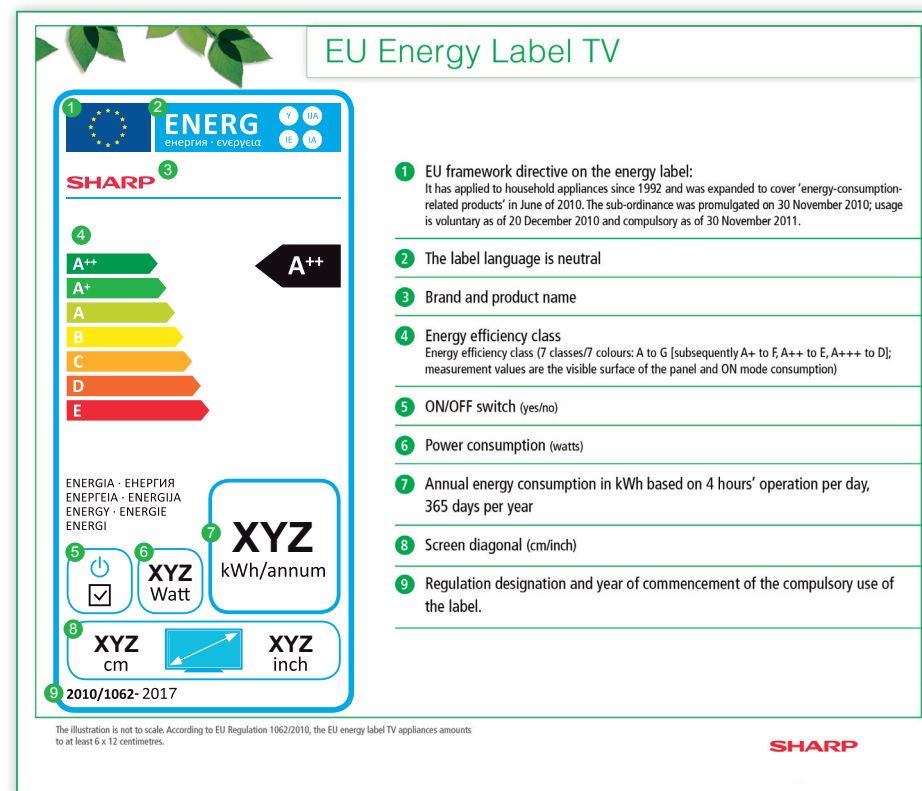 EU Energy Label TV
1
2
ENERG
енергия · ενεργεια
Y
IJA
IE
IA
SHARP
3
4
A++
A+
A
B
C
D
E
A++
ENERGIA · ЕНЕРГИЯ
ΕΝΕΡΓΕΙΑ · ENERGIJA
ENERGY · ENERGIE
ENERGI
5
6
XYZ
Watt
7
XYZ
kWh/annum
8
XYZ
cm
XYZ
inch
9
2010/1062- 2017
1 EU framework directive on the energy label:
It has applied to household appliances since 1992 and was expanded to cover ‘energy-consumption-
related products’ in June of 2010. The sub-ordinance was promulgated on 30 November 2010; usage
is voluntary as of 20 December 2010 and compulsory as of 30 November 2011.
2 The label language is neutral
3 Brand and product name
4 Energy efficiency class
Energy efficiency class (7 classes/7 colours: A to G [subsequently A+ to F, A++ to E, A+++ to D];
measurement values are the visible surface of the panel and ON mode consumption)
5 ON/OFF switch (yes/no)
6 Power consumption (watts)
7 Annual energy consumption in kWh based on 4 hours’ operation per day,
365 days per year
8 Screen diagonal (cm/inch)
9 Regulation designation and year of commencement of the compulsory use of
the label.
The illustration is not to scale. According to EU Regulation 1062/2010, the EU energy label TV appliances amounts
to at least 6 x 12 centimetres.
SHARP